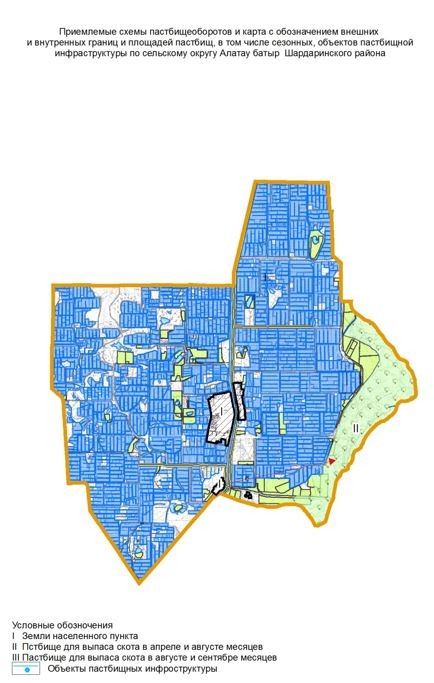 Приемлемые схемы пастбищеоборотов и карта с обозначением внешних
и внутренных границ и площадей пастбищ, в том числе сезонных, объектов пастбищной
инфраструктуры по сельскому округу Алатау батыр Шардаринского района
I
II
Условные обозначения
I Земли населенного пункта
II Пстбище для выпаса скота в апреле и августе месяцев
III Пастбище для выпаса скота в августе и сентябре месяцев
Объекты пастбищных инфраструктуры